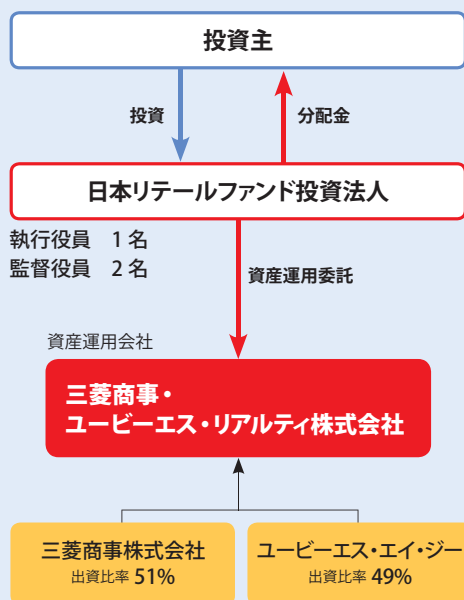 投資主
投資
分配金
日本リテールファンド投資法人
執行役員 1名
監督役員 2名
資産運用委託
資産運用会社
三菱商事・
ユービーエス・リアルティ株式会社
三菱商事株式会社
出資比率 51%
ユービーエス・エイ・ジー
出資比率 49%